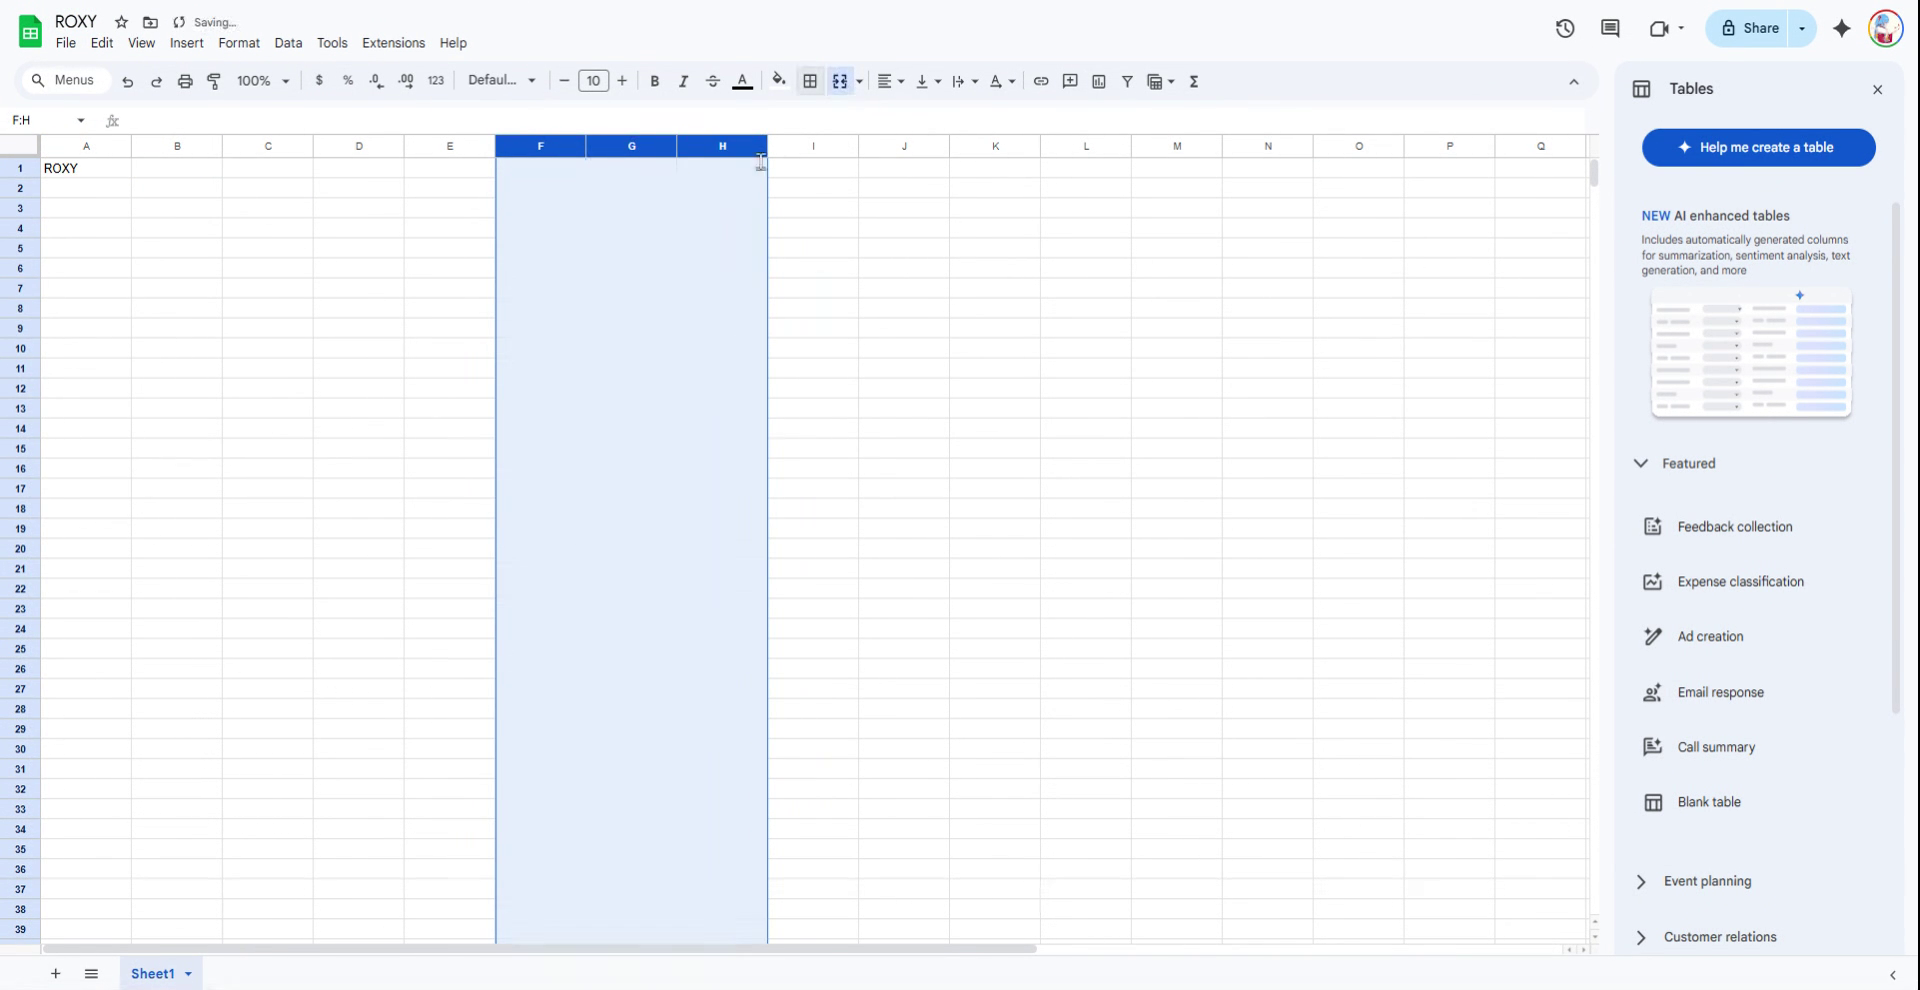 ROXY Saving...
File Edit View Insert Format Data Tools Extensions Help
Share
Menus 100% $ % .0 .00 123 Defaul... − 10 + B I A Σ
Tables
F:H fx
A B C D E F G H I J K L M N O P Q
1 ROXY
2
3
4
5
6
7
8
9
10
11
12
13
14
15
16
17
18
19
20
21
22
23
24
25
26
27
28
29
30
31
32
33
34
35
36
37
38
39
Sheet1
Help me create a table
NEW AI enhanced tables
Includes automatically generated columns
for summarization, sentiment analysis, text
generation, and more
Featured
Feedback collection
Expense classification
Ad creation
Email response
Call summary
Blank table
Event planning
Customer relations